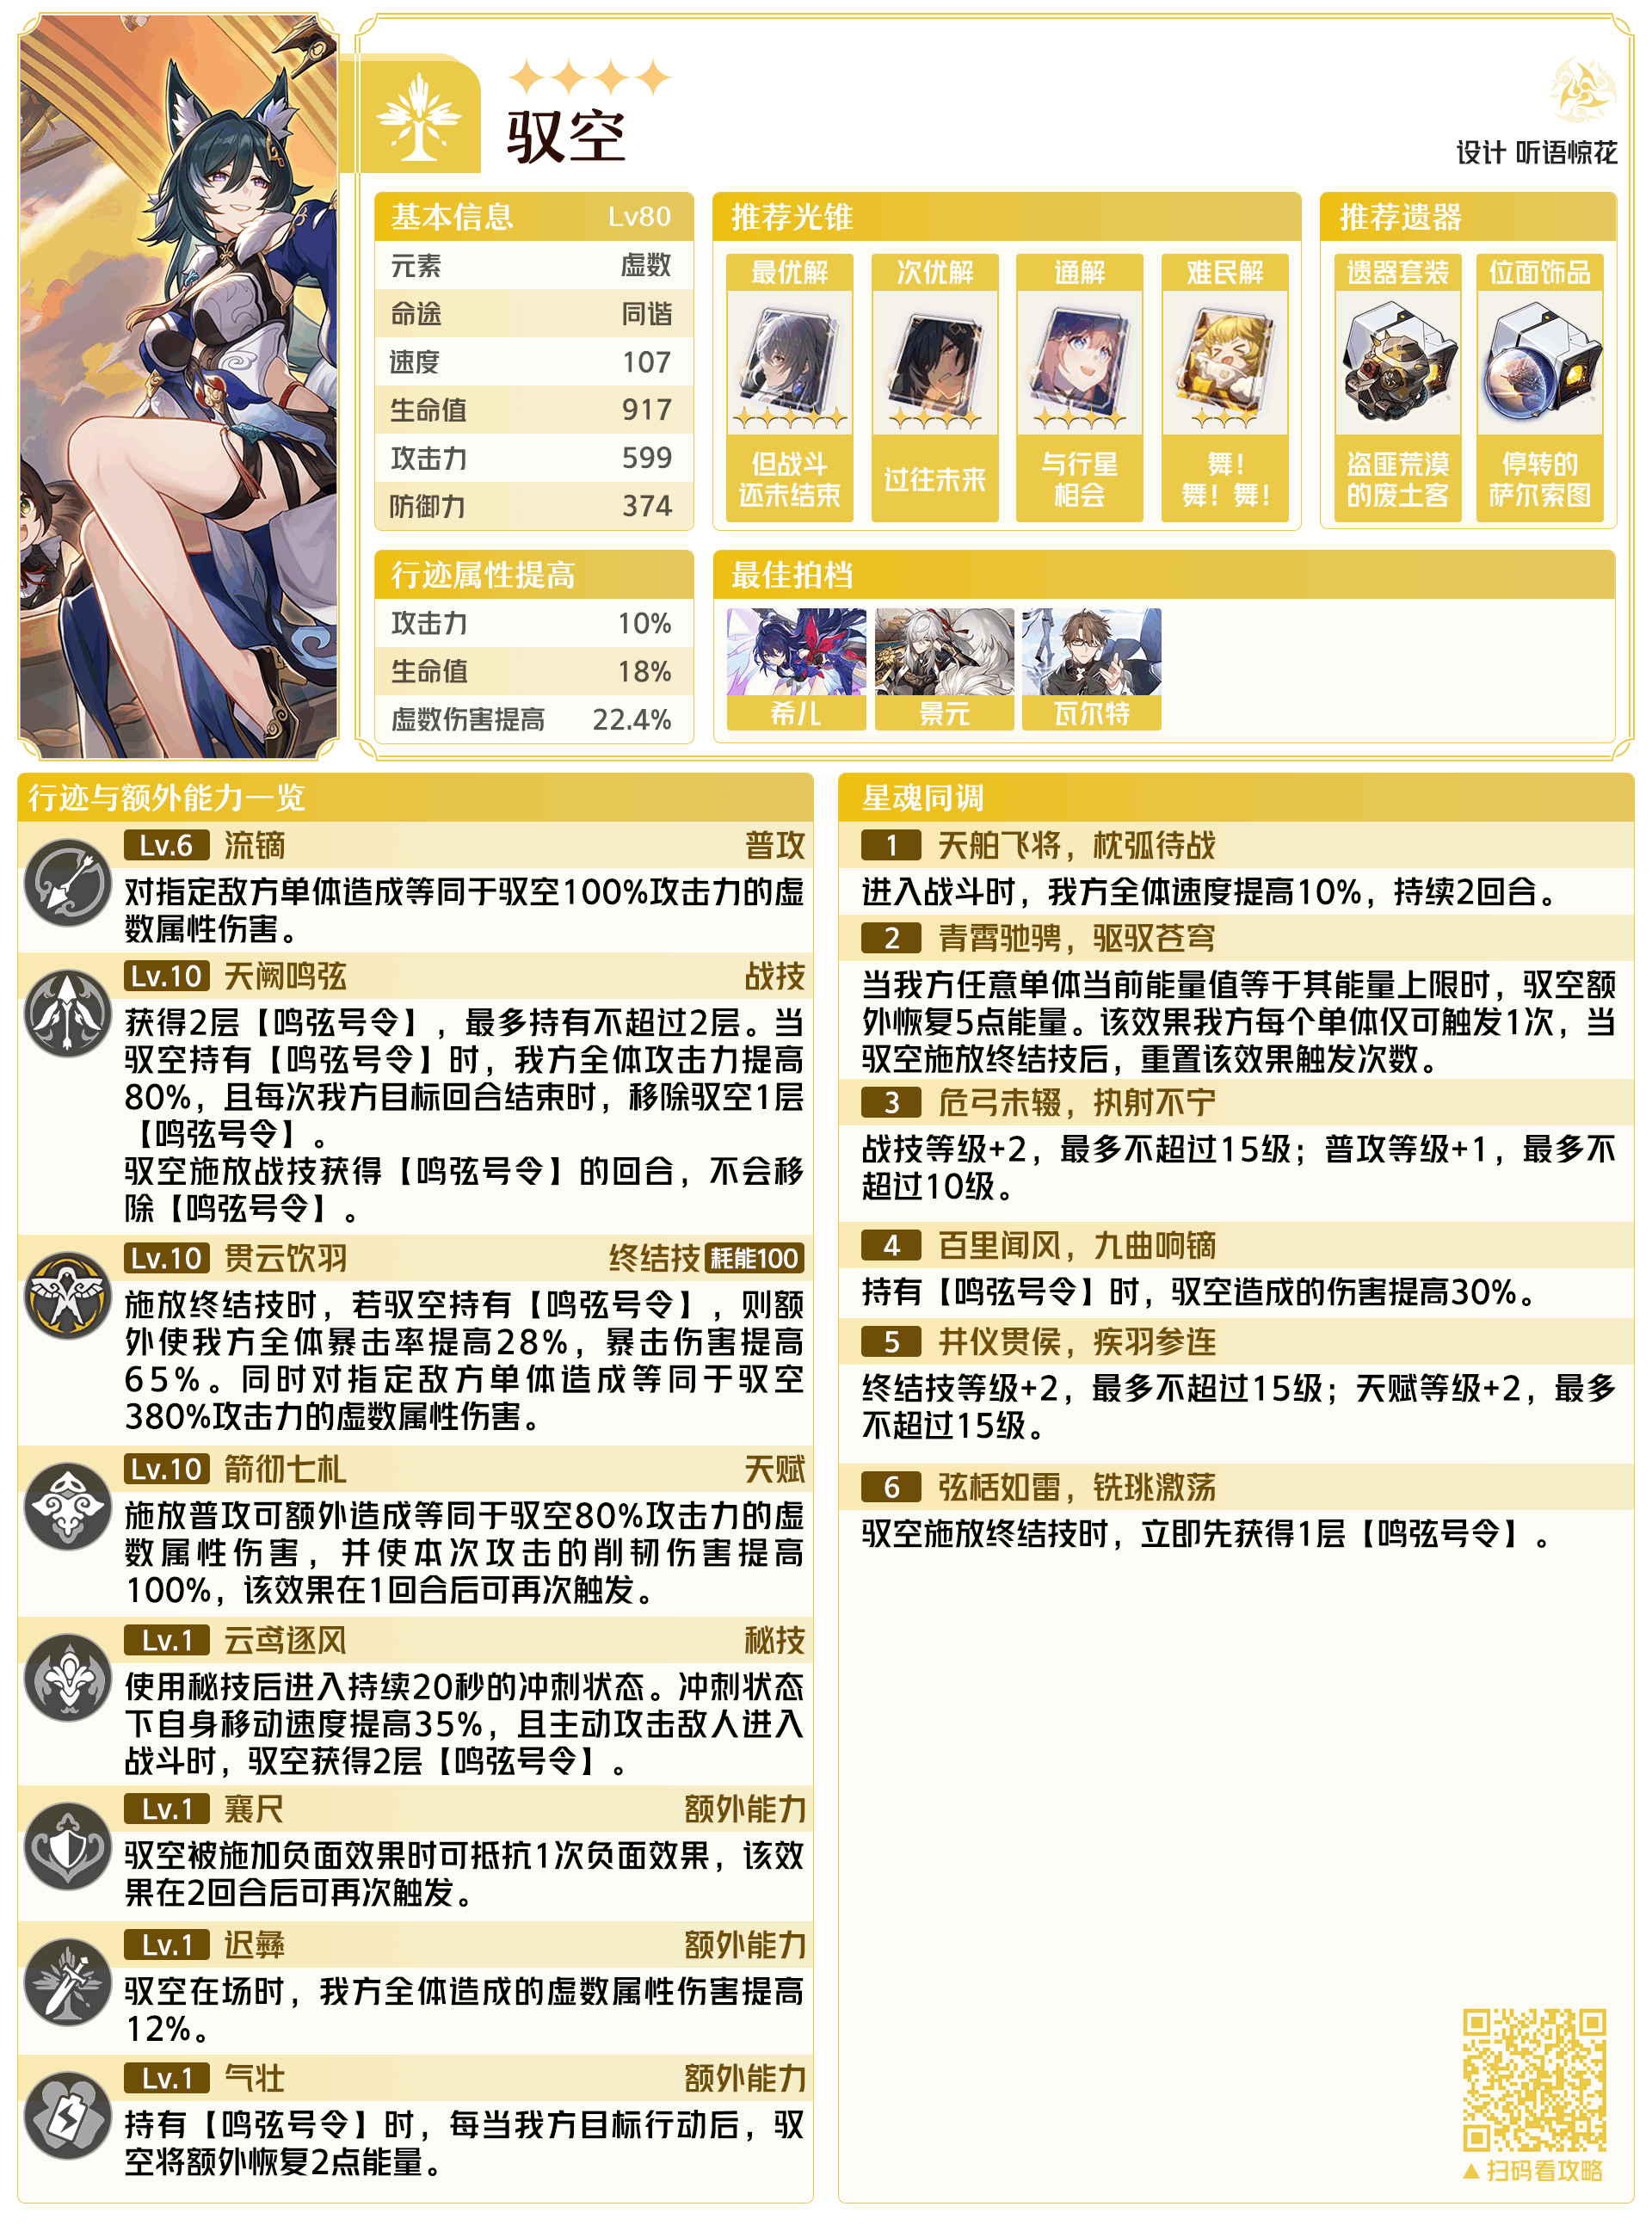 驭空
设计 听语惊花
基本信息 Lv80
元素 虚数
命途 同谐
速度 107
生命值 917
攻击力 599
防御力 374
推荐光锥
最优解 次优解 通解 难民解
但战斗
还未结束
过往未来
与行星
相会
舞！
舞！舞！
推荐遗器
遗器套装 位面饰品
盗匪荒漠
的废土客
停转的
萨尔索图
行迹属性提高
攻击力 10%
生命值 18%
虚数伤害提高 22.4%
最佳拍档
希儿 景元 瓦尔特
行迹与额外能力一览
Lv.6 流镝 普攻
对指定敌方单体造成等同于驭空100%攻击力的虚
数属性伤害。
Lv.10 天阙鸣弦 战技
获得2层【鸣弦号令】，最多持有不超过2层。当
驭空持有【鸣弦号令】时，我方全体攻击力提高
80%，且每次我方目标回合结束时，移除驭空1层
【鸣弦号令】。
驭空施放战技获得【鸣弦号令】的回合，不会移
除【鸣弦号令】。
Lv.10 贯云饮羽 终结技 耗能100
施放终结技时，若驭空持有【鸣弦号令】，则额
外使我方全体暴击率提高28%，暴击伤害提高
65%。同时对指定敌方单体造成等同于驭空
380%攻击力的虚数属性伤害。
Lv.10 箭彻七札 天赋
施放普攻可额外造成等同于驭空80%攻击力的虚
数属性伤害，并使本次攻击的削韧伤害提高
100%，该效果在1回合后可再次触发。
Lv.1 云鸢逐风 秘技
使用秘技后进入持续20秒的冲刺状态。冲刺状态
下自身移动速度提高35%，且主动攻击敌人进入
战斗时，驭空获得2层【鸣弦号令】。
Lv.1 襄尺 额外能力
驭空被施加负面效果时可抵抗1次负面效果，该效
果在2回合后可再次触发。
Lv.1 迟彝 额外能力
驭空在场时，我方全体造成的虚数属性伤害提高
12%。
Lv.1 气壮 额外能力
持有【鸣弦号令】时，每当我方目标行动后，驭
空将额外恢复2点能量。
星魂同调
1 天舶飞将，枕弧待战
进入战斗时，我方全体速度提高10%，持续2回合。
2 青霄驰骋，驱驭苍穹
当我方任意单体当前能量值等于其能量上限时，驭空额
外恢复5点能量。该效果我方每个单体仅可触发1次，当
驭空施放终结技后，重置该效果触发次数。
3 危弓未辍，执射不宁
战技等级+2，最多不超过15级；普攻等级+1，最多不
超过10级。
4 百里闻风，九曲响镝
持有【鸣弦号令】时，驭空造成的伤害提高30%。
5 井仪贯侯，疾羽参连
终结技等级+2，最多不超过15级；天赋等级+2，最多
不超过15级。
6 弦栝如雷，铣珧激荡
驭空施放终结技时，立即先获得1层【鸣弦号令】。
▲ 扫码看攻略